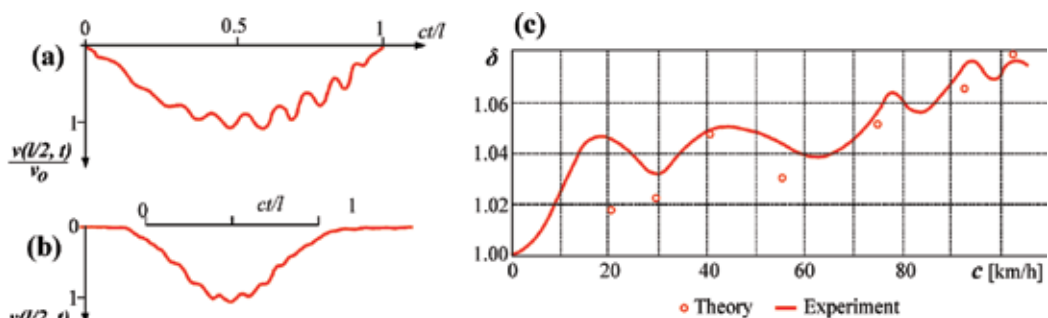 0 0.5 1 ct/l
(a)
1
v(l/2, t)
v₀
0 ct/l 1
0
(b)
1
v(l/2, t)
(c)
δ
1.06
1.04
1.02
1.00
0 20 40 60 80 c [km/h]
Theory Experiment